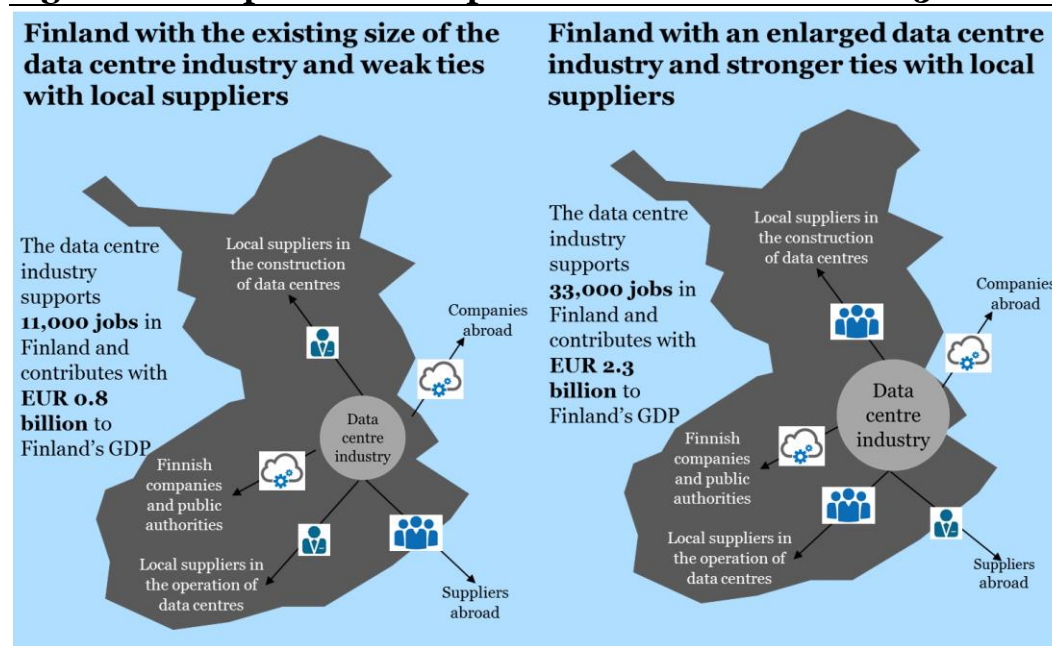 Finland with the existing size of the
data centre industry and weak ties
with local suppliers
The data centre
industry
supports
11,000 jobs in
Finland and
contributes with
EUR 0.8
billion to
Finland's GDP
Local suppliers in
the construction
of data centres
Companies
abroad
Data
centre
industry
Finnish
companies
and public
authorities
Local suppliers in
the operation of
data centres
Suppliers
abroad
Finland with an enlarged data centre
industry and stronger ties with local
suppliers
The data centre
industry
supports
33,000 jobs in
Finland and
contributes with
EUR 2.3
billion to
Finland's GDP
Local suppliers in
the construction
of data centres
Companies
abroad
Data
centre
industry
Finnish
companies
and public
authorities
Local suppliers in
the operation of
data centres
Suppliers
abroad